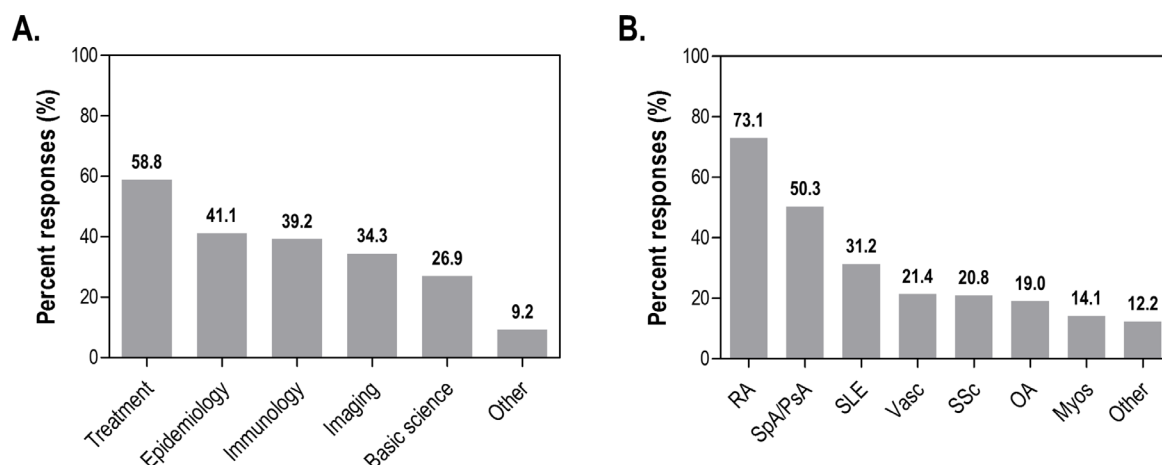 A.
Percent responses (%)
100
80
60
40
20
0
58.8
41.1
39.2
34.3
26.9
9.2
Treatment
Epidemiology
Immunology
Imaging
Basic science
Other
B.
Percent responses (%)
100
80
60
40
20
0
73.1
50.3
31.2
21.4
20.8
19.0
14.1
12.2
RA
SpA/PsA
SLE
Vasc
SSc
OA
Myos
Other